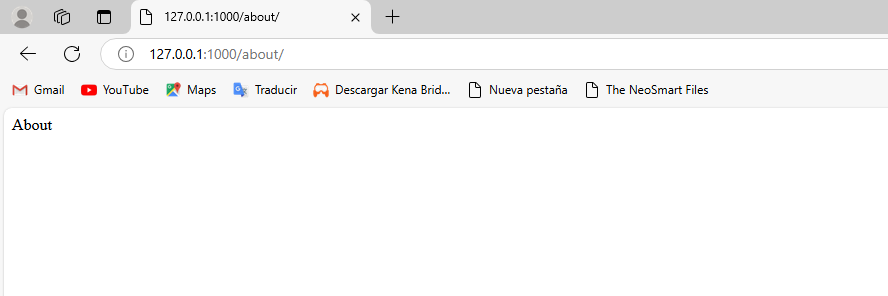 127.0.0.1:1000/about/
127.0.0.1:1000/about/
Gmail YouTube Maps Traducir Descargar Kena Brid... Nueva pestaña The NeoSmart Files
About